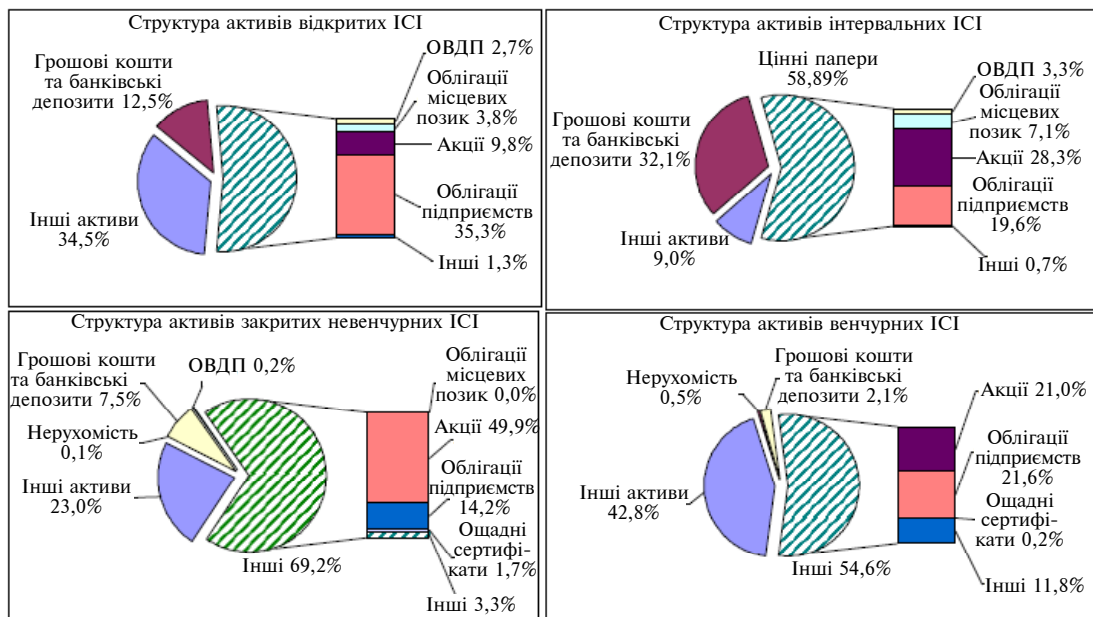 Структура активів відкритих ІСІ
Грошові кошти
та банківські
депозити 12,5%
Інші активи
34,5%
ОВДП 2,7%
Облігації
місцевих
позик 3,8%
Акції 9,8%
Облігації
підприємств
35,3%
Інші 1,3%
Структура активів інтервальних ІСІ
Цінні папери
58,89%
Грошові кошти
та банківські
депозити 32,1%
Інші активи
9,0%
ОВДП 3,3%
Облігації
місцевих
позик 7,1%
Акції 28,3%
Облігації
підприємств
19,6%
Інші 0,7%
Структура активів закритих невенчурних ІСІ
Грошові кошти
та банківські
депозити 7,5%
ОВДП 0,2%
Нерухомість
0,1%
Інші активи
23,0%
Інші 69,2%
Облігації
місцевих
позик 0,0%
Акції 49,9%
Облігації
підприємств
14,2%
Ощадні
сертифі-
кати 1,7%
Інші 3,3%
Структура активів венчурних ІСІ
Нерухомість
0,5%
Грошові кошти
та банківські
депозити 2,1%
Інші активи
42,8%
Інші 54,6%
Акції 21,0%
Облігації
підприємств
21,6%
Ощадні
сертифі-
кати 0,2%
Інші 11,8%